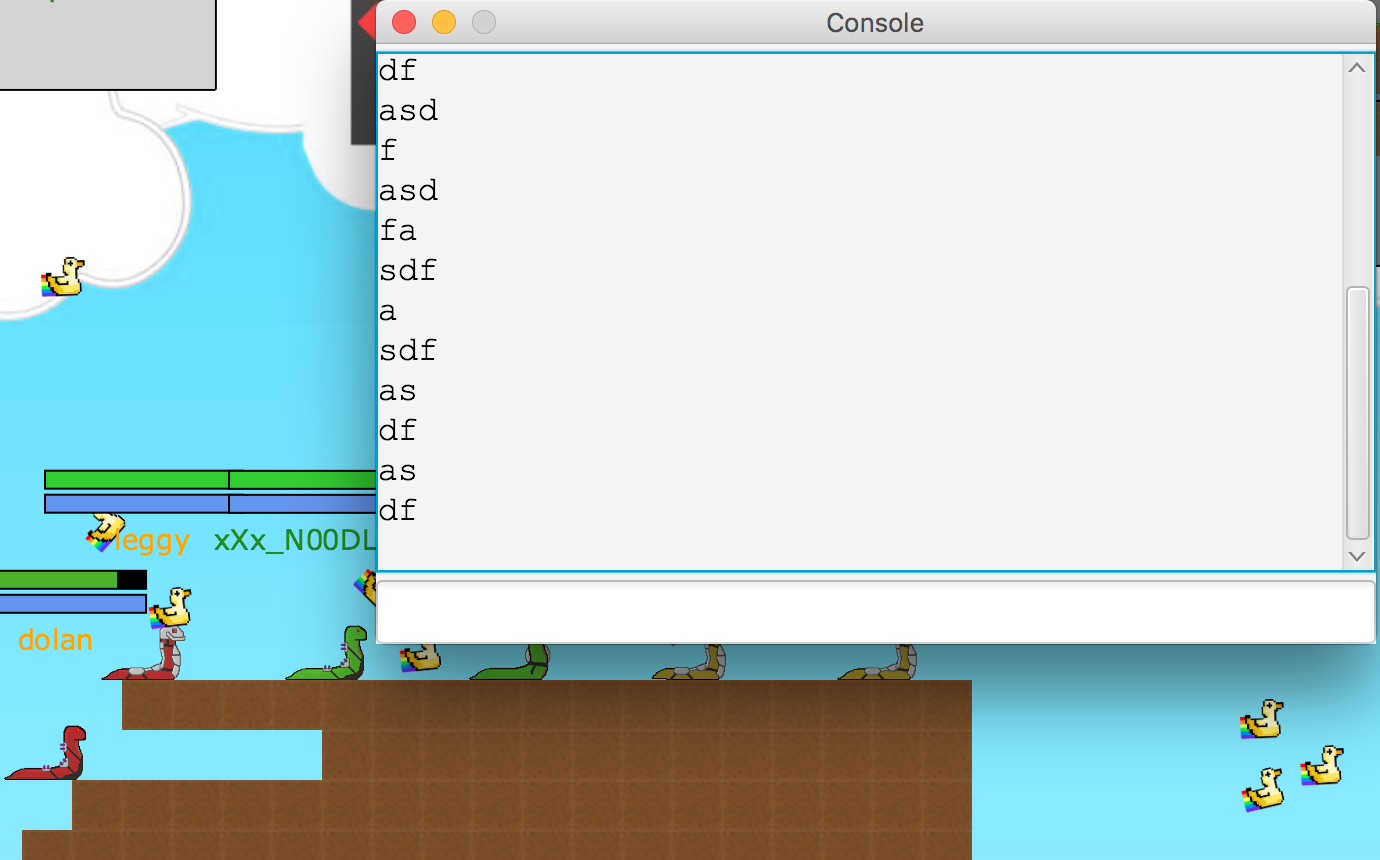 Console
df
asd
f
asd
fa
sdf
a
sdf
as
df
as
df
leggy xXx_N00DL
dolan